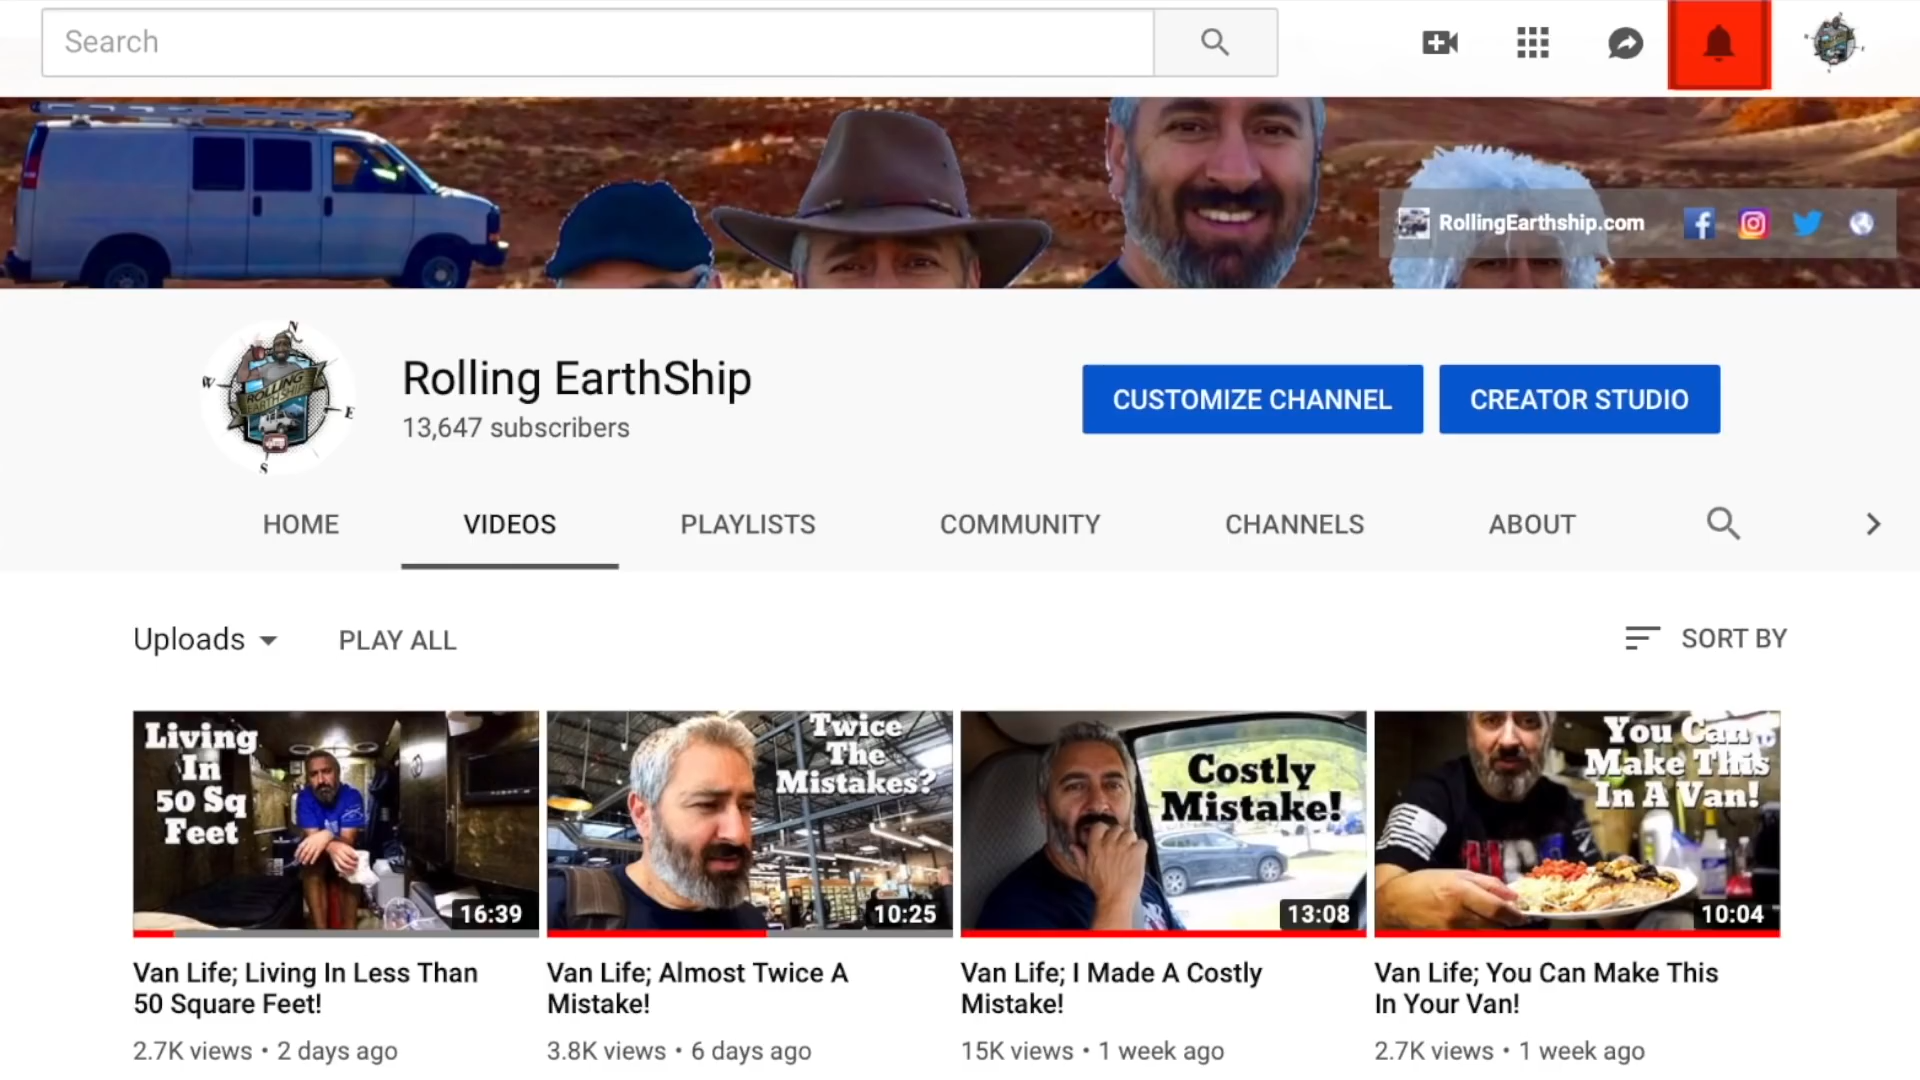 Search
RollingEarthship.com
N
W
ROLLING
EARTHSHIP
E
S
Rolling EarthShip
13,647 subscribers
CUSTOMIZE CHANNEL
CREATOR STUDIO
HOME
VIDEOS
PLAYLISTS
COMMUNITY
CHANNELS
ABOUT
Uploads
PLAY ALL
SORT BY
Living
In
50 Sq
Feet
16:39
Twice
The
Mistakes?
10:25
Costly
Mistake!
13:08
You Can
Make This
In A Van!
10:04
Van Life; Living In Less Than
50 Square Feet!
2.7K views • 2 days ago
Van Life; Almost Twice A
Mistake!
3.8K views • 6 days ago
Van Life; I Made A Costly
Mistake!
15K views • 1 week ago
Van Life; You Can Make This
In Your Van!
2.7K views • 1 week ago